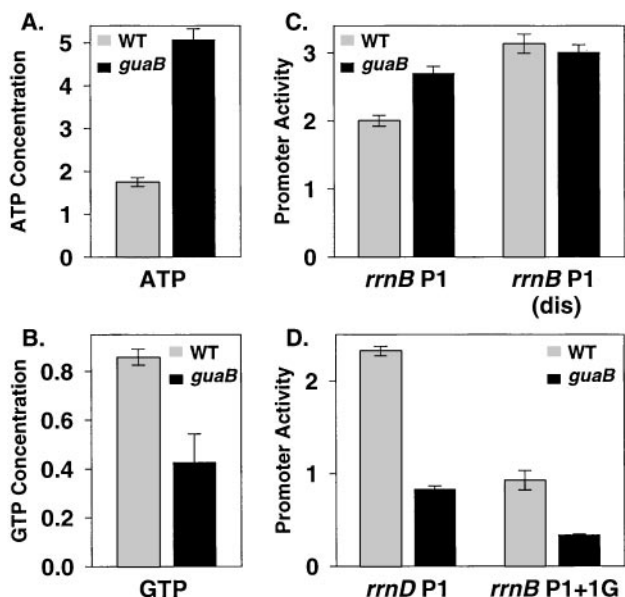 A.
WT
guaB
ATP Concentration
5
4
3
2
1
0
ATP
C.
WT
guaB
Promoter Activity
3
2
1
0
rrnB P1
rrnB P1
(dis)
B.
WT
guaB
GTP Concentration
0.8
0.6
0.4
0.2
0.0
GTP
D.
WT
guaB
Promoter Activity
2
1
0
rrnD P1
rrnB P1+1G